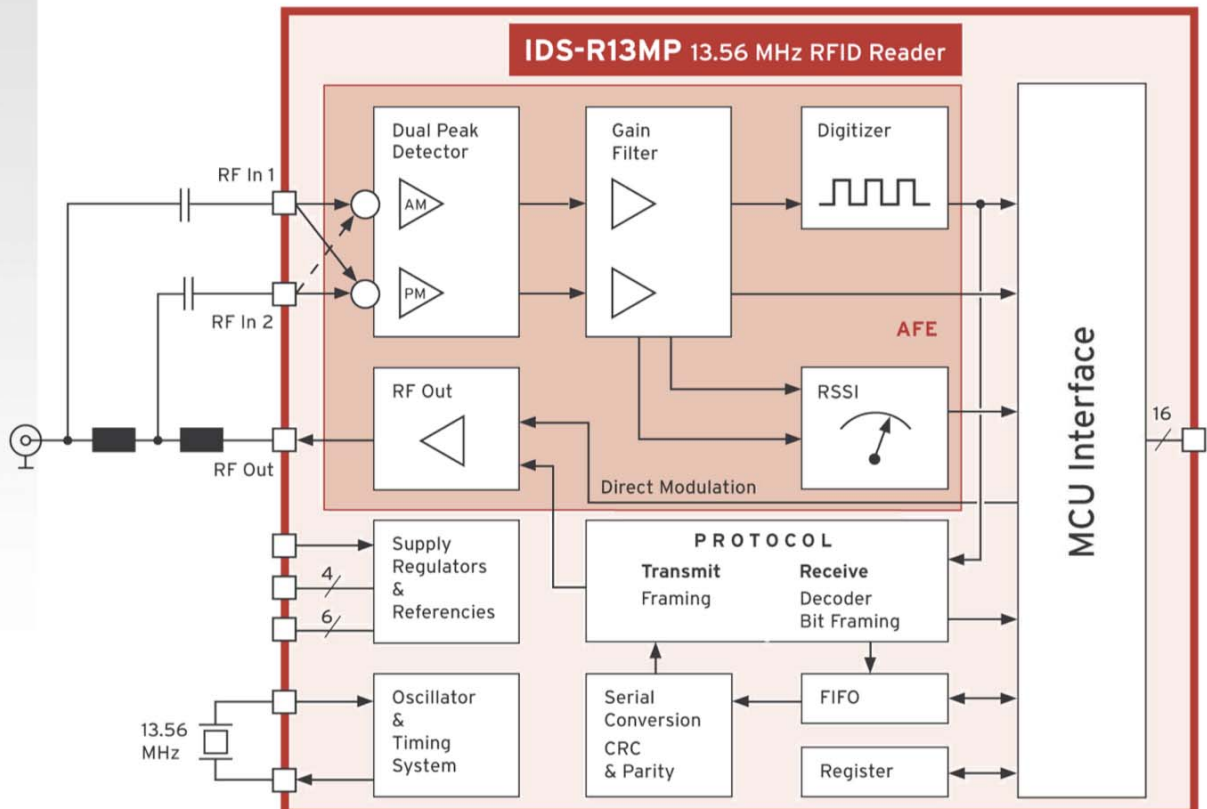 IDS-R13MP 13.56 MHz RFID Reader
Dual Peak
Detector
AM
PM
Gain
Filter
Digitizer
RF In 1
RF In 2
AFE
RF Out
RF Out
RSSI
Direct Modulation
MCU Interface
16
Supply
Regulators
&
Referencies
4
6
PROTOCOL
Transmit
Framing
Receive
Decoder
Bit Framing
13.56
MHz
Oscillator
&
Timing
System
Serial
Conversion
CRC
& Parity
FIFO
Register